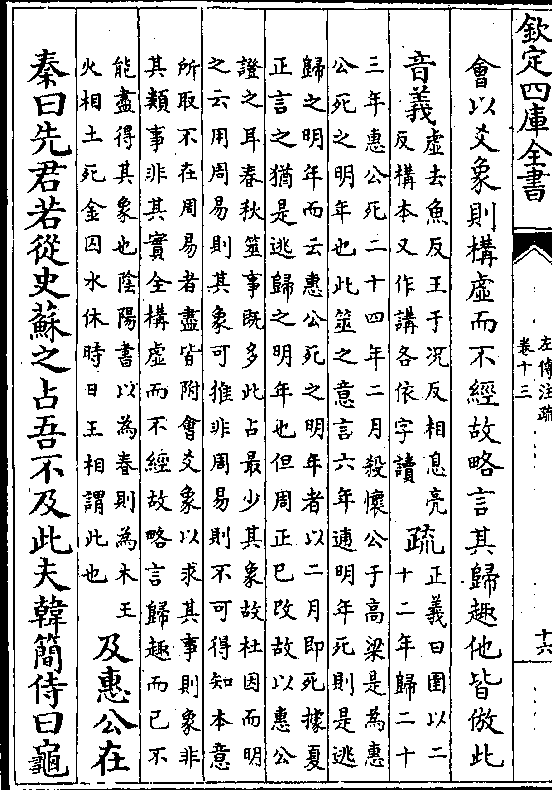 欽定四庫全書
左傳注疏
卷十三
十六
會以爻象則構虛而不經故略言其歸趣他皆倣此
音義
虛去魚反王于况反相息亮
反構本又作講各依字讀
疏
正義曰圉以二
十二年歸二十
三年惠公死二十四年二月殺懷公于高梁是為惠
公死之明年也此筮之意言六年逋明年死則是逃
歸之明年而云惠公死之明年者以二月即死據夏
正言之猶是逃歸之明年也但周正已改故以惠公
證之耳春秋筮事既多此占最少其象故杜因而明
之云用周易則其象可推非周易則不可得知本意
所取不在周易者盡皆附會爻象以求其事則象非
其類事非其實全構虛而不經故略言歸趣而已不
能盡得其象也陰陽書以為春則為木王
火相土死金囚水休時日王相謂此也
及惠公在
秦曰先君若從史蘇之占吾不及此夫韓簡侍曰龜